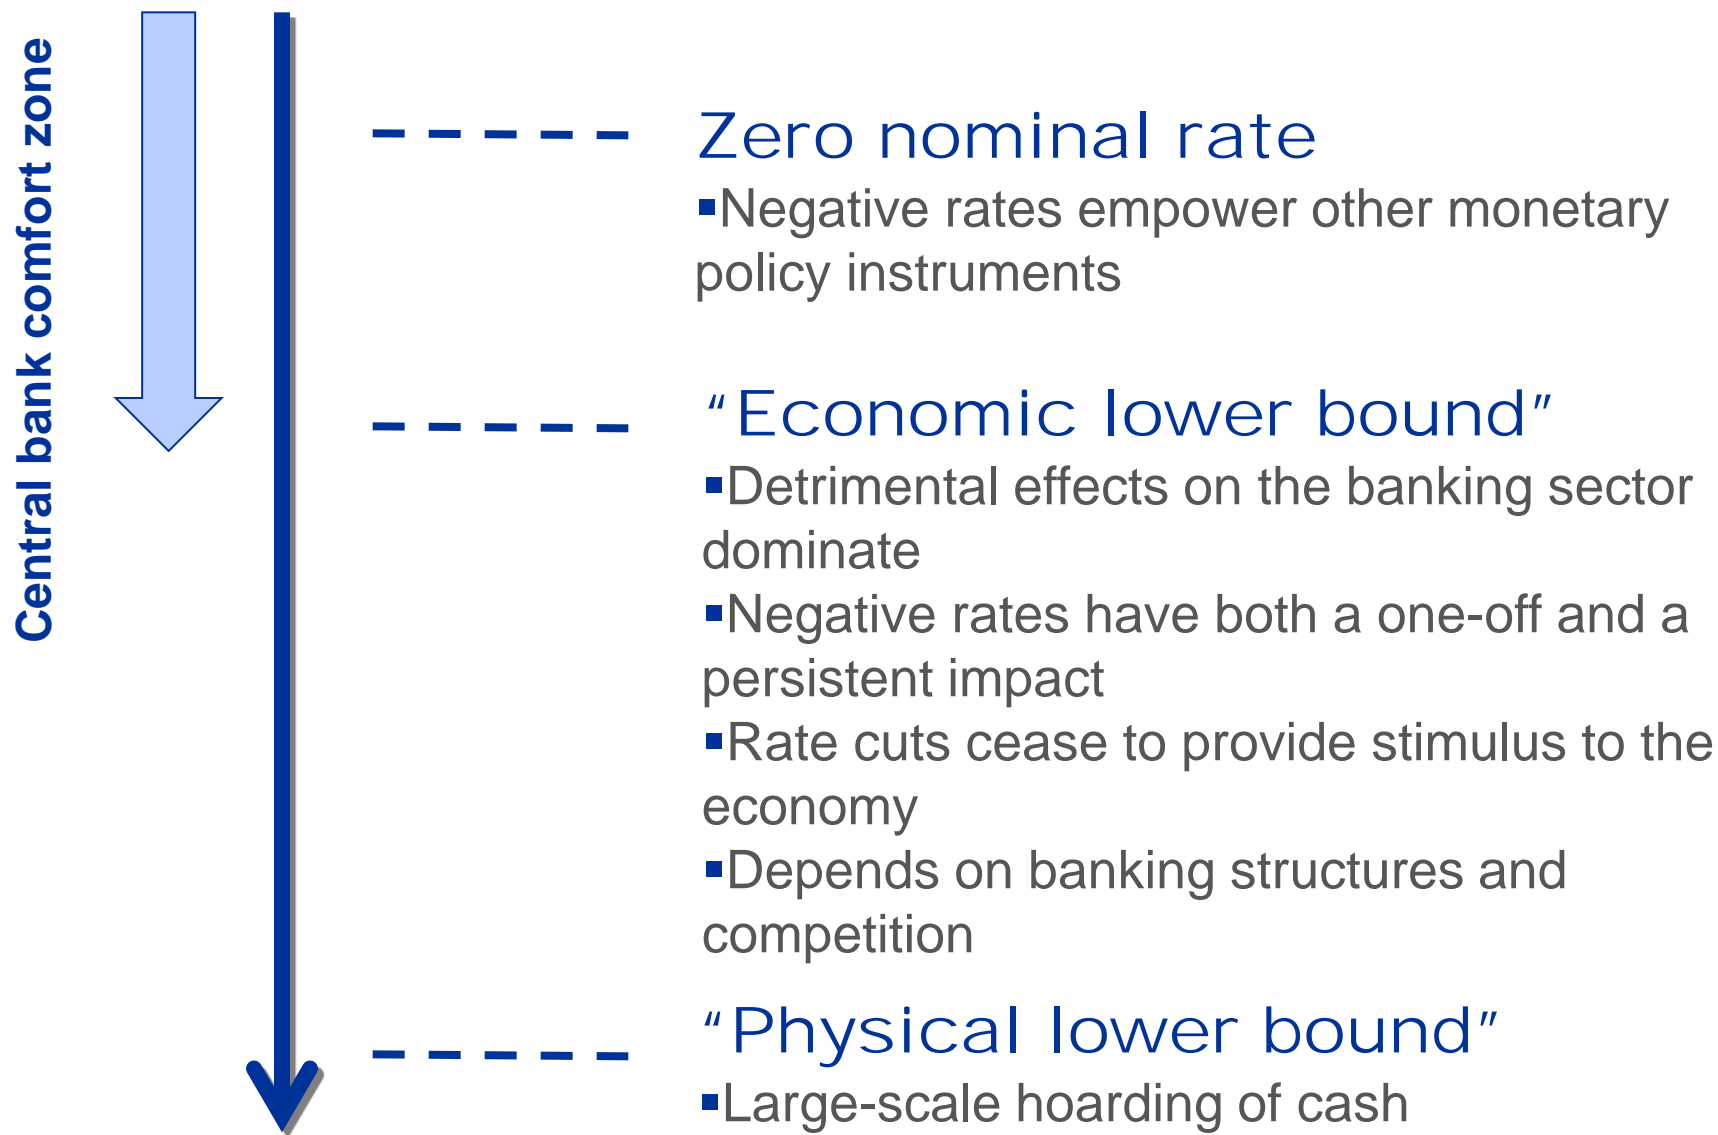 Central bank comfort zone
Zero nominal rate
▪Negative rates empower other monetary
policy instruments
“Economic lower bound”
▪Detrimental effects on the banking sector
dominate
▪Negative rates have both a one-off and a
persistent impact
▪Rate cuts cease to provide stimulus to the
economy
▪Depends on banking structures and
competition
“Physical lower bound”
▪Large-scale hoarding of cash